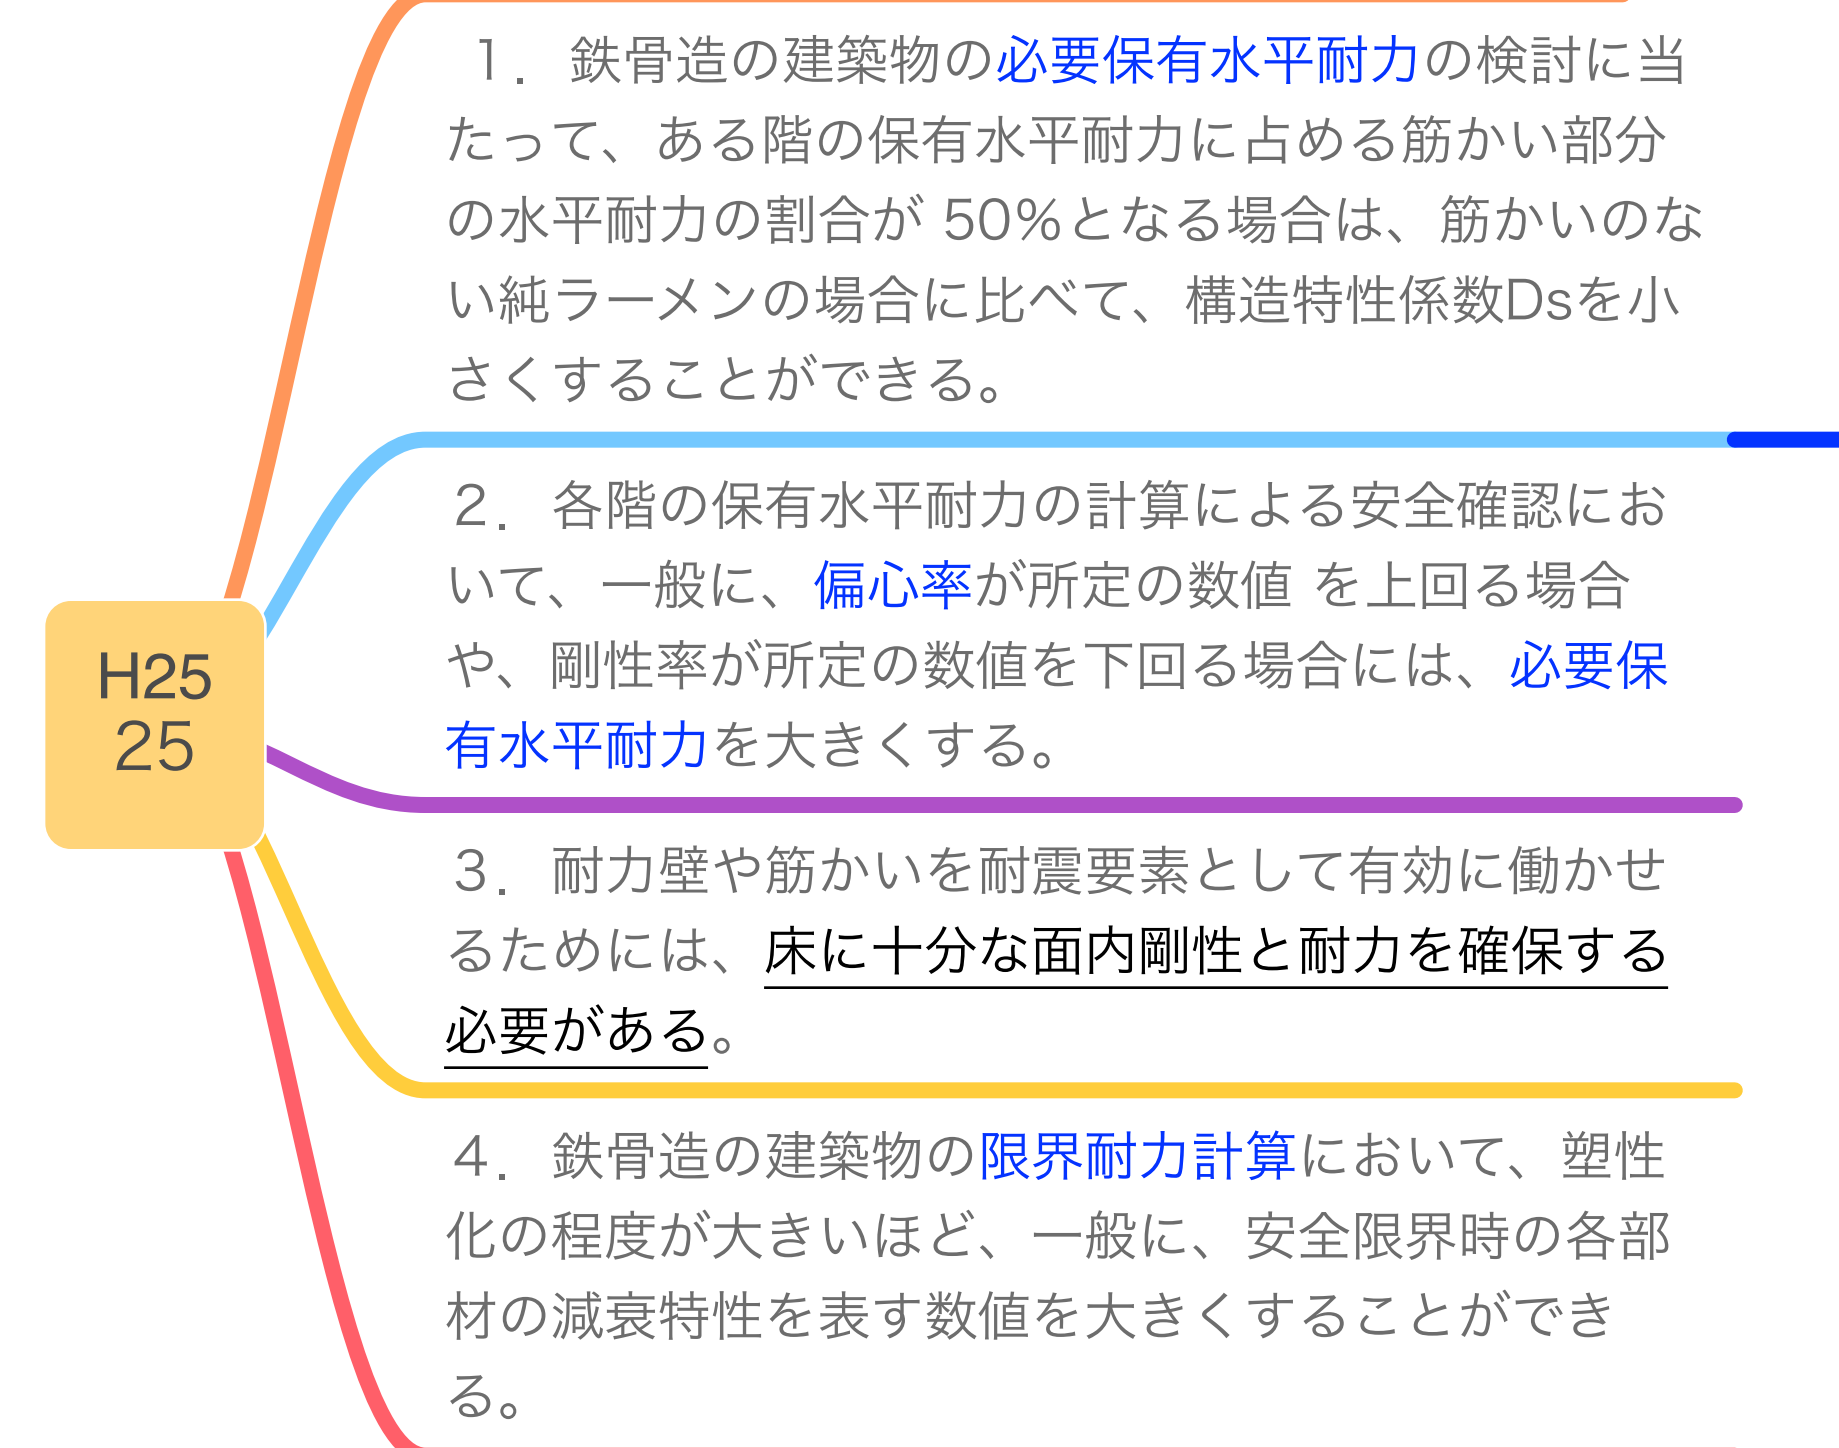 １． 鉄骨造の建築物の必要保有水平耐力の検討に当
たって、ある階の保有水平耐力に占める筋かい部分
の水平耐力の割合が 50％となる場合は、筋かいのな
い純ラーメンの場合に比べて、構造特性係数Dsを小
さくすることができる。
２． 各階の保有水平耐力の計算による安全確認にお
いて、一般に、偏心率が所定の数値 を上回る場合
や、剛性率が所定の数値を下回る場合には、必要保
有水平耐力を大きくする。
H25
25
３． 耐力壁や筋かいを耐震要素として有効に働かせ
るためには、床に十分な面内剛性と耐力を確保する
必要がある。
４． 鉄骨造の建築物の限界耐力計算において、塑性
化の程度が大きいほど、一般に、安全限界時の各部
材の減衰特性を表す数値を大きくすることができ
る。